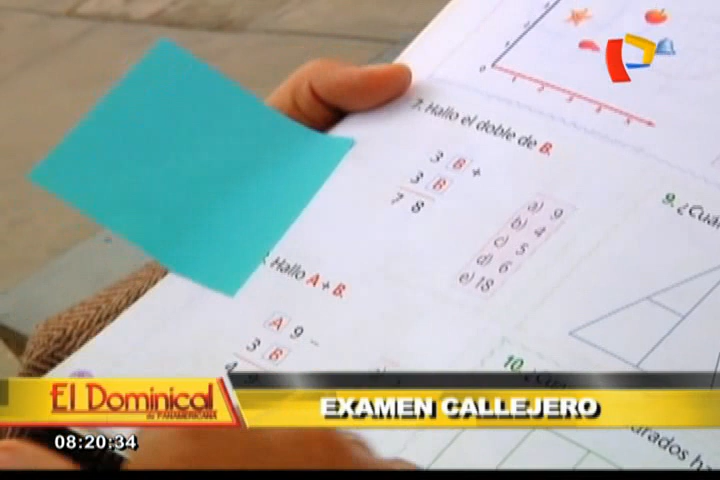 7. Hallo el doble de B.
3 B +
3 B
7 8
a) 9
b) 4
c) 5
d) 6
e) 18
Hallo A + B.
A 9 -
3 B
9. ¿Cuán
10.
El Dominical
de PANAMERICANA
EXAMEN CALLEJERO
08:20:34